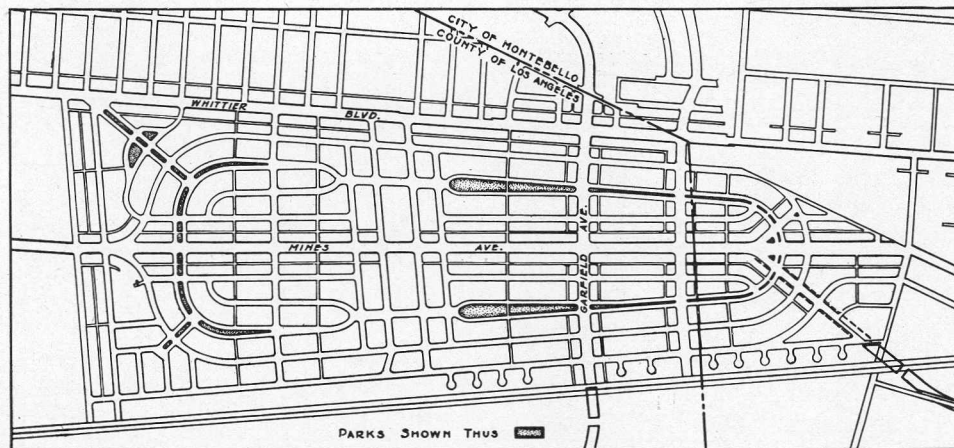 CITY OF MONTEBELLO
COUNTY OF LOS ANGELES
WHITTIER BLVD.
MINES AVE.
GARFIELD AVE.
PARKS SHOWN THUS